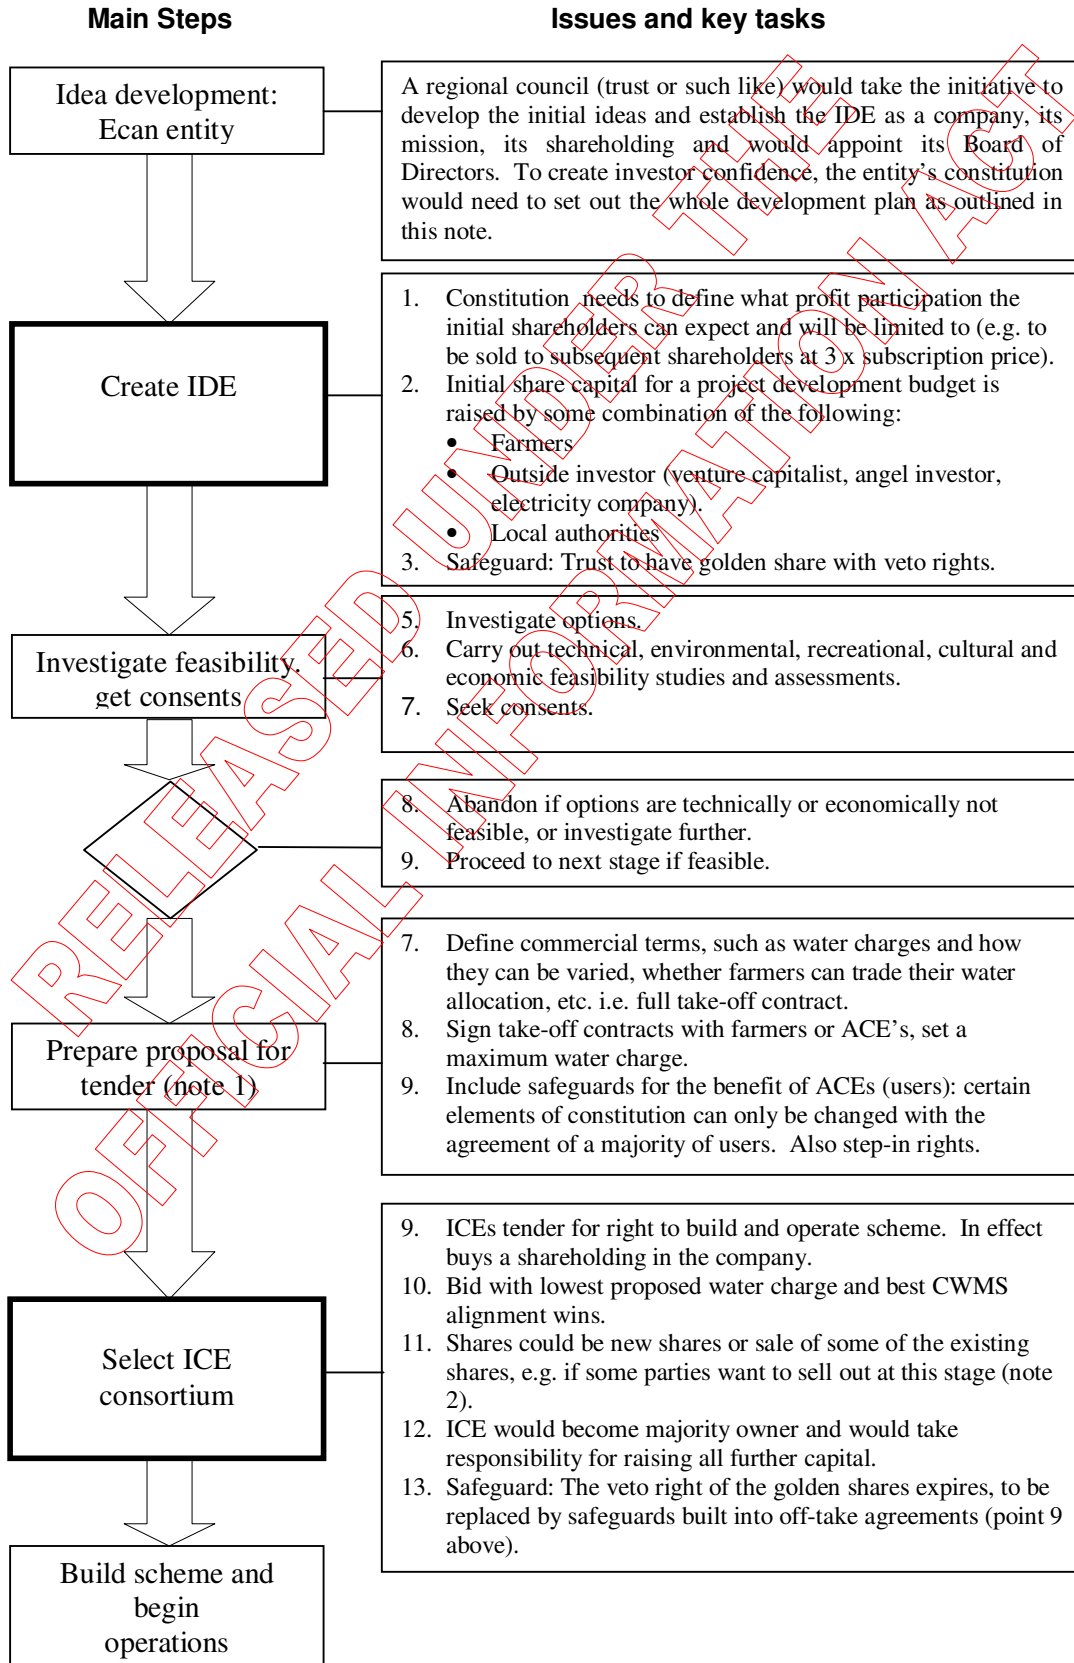 Main Steps
Issues and key tasks
Idea development:
Ecan entity
A regional council (trust or such like) would take the initiative to
develop the initial ideas and establish the IDE as a company, its
mission, its shareholding and would appoint its Board of
Directors. To create investor confidence, the entity's constitution
would need to set out the whole development plan as outlined in
this note.
Create IDE
1. Constitution needs to define what profit participation the
initial shareholders can expect and will be limited to (e.g. to
be sold to subsequent shareholders at 3 x subscription price).
2. Initial share capital for a project development budget is
raised by some combination of the following:
• Farmers
• Outside investor (venture capitalist, angel investor,
electricity company).
• Local authorities
3. Safeguard: Trust to have golden share with veto rights.
Investigate feasibility,
get consents
5. Investigate options.
6. Carry out technical, environmental, recreational, cultural and
economic feasibility studies and assessments.
7. Seek consents.
8. Abandon if options are technically or economically not
feasible, or investigate further.
9. Proceed to next stage if feasible.
Prepare proposal for
tender (note 1)
7. Define commercial terms, such as water charges and how
they can be varied, whether farmers can trade their water
allocation, etc. i.e. full take-off contract.
8. Sign take-off contracts with farmers or ACE's, set a
maximum water charge.
9. Include safeguards for the benefit of ACEs (users): certain
elements of constitution can only be changed with the
agreement of a majority of users. Also step-in rights.
Select ICE
consortium
9. ICEs tender for right to build and operate scheme. In effect
buys a shareholding in the company.
10. Bid with lowest proposed water charge and best CWMS
alignment wins.
11. Shares could be new shares or sale of some of the existing
shares, e.g. if some parties want to sell out at this stage (note
2).
12. ICE would become majority owner and would take
responsibility for raising all further capital.
13. Safeguard: The veto right of the golden shares expires, to be
replaced by safeguards built into off-take agreements (point 9
above).
Build scheme and
begin
operations
RELEASED UNDER THE
OFFICIAL INFORMATION ACT